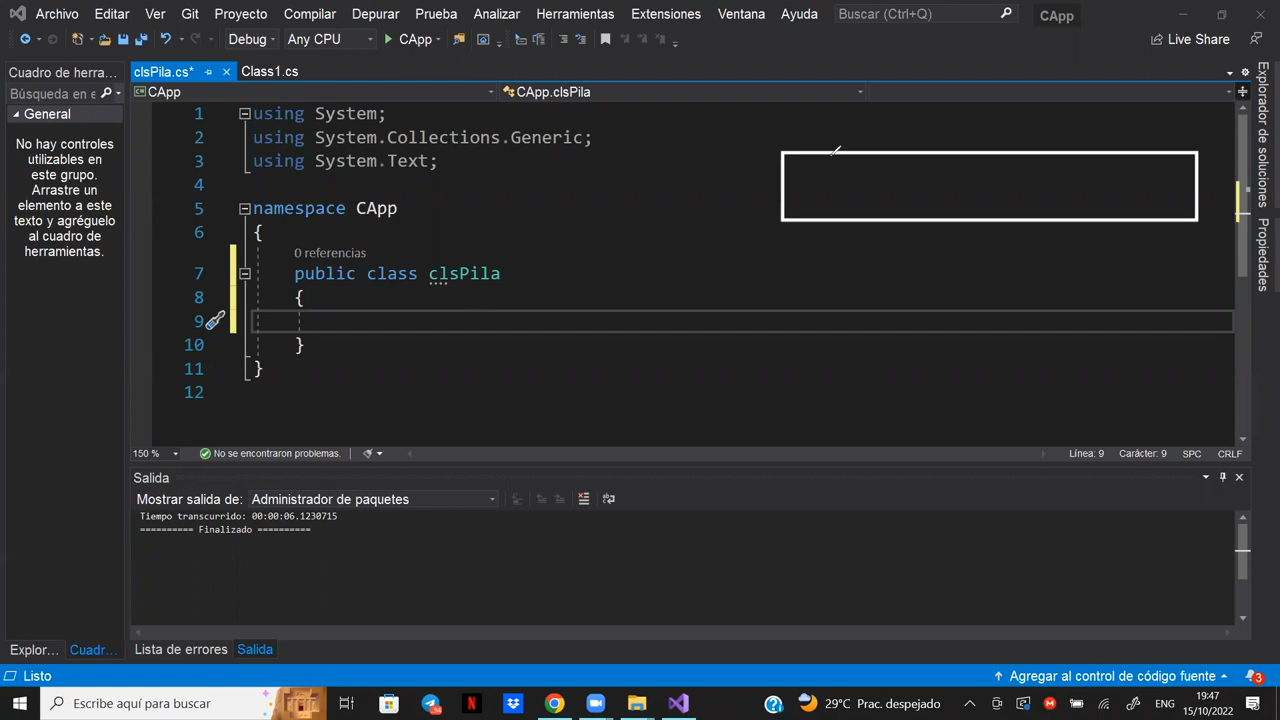 Archivo Editar Ver Git Proyecto Compilar Depurar Prueba Analizar Herramientas Extensiones Ventana Ayuda Buscar (Ctrl+Q) CApp
Debug Any CPU CApp Live Share
Cuadro de herra... clsPila.cs* Class1.cs
Búsqueda en e CApp CApp.clsPila
General
No hay controles utilizables en este grupo. Arrastre un elemento a este texto y agréguelo al cuadro de herramientas.
1 using System;
2 using System.Collections.Generic;
3 using System.Text;
4
5 namespace CApp
6 {
0 referencias
7 public class clsPila
8 {
9
10 }
11 }
12
Explorador de soluciones
Propiedades
150 % No se encontraron problemas. Línea: 9 Carácter: 9 SPC CRLF
Salida
Mostrar salida de: Administrador de paquetes
Tiempo transcurrido: 00:00:06.1230715
========== Finalizado ==========
Explor... Cuadr... Lista de errores Salida
Listo Agregar al control de código fuente 3
Escribe aquí para buscar 29°C Prac. despejado ENG 19:47 15/10/2022